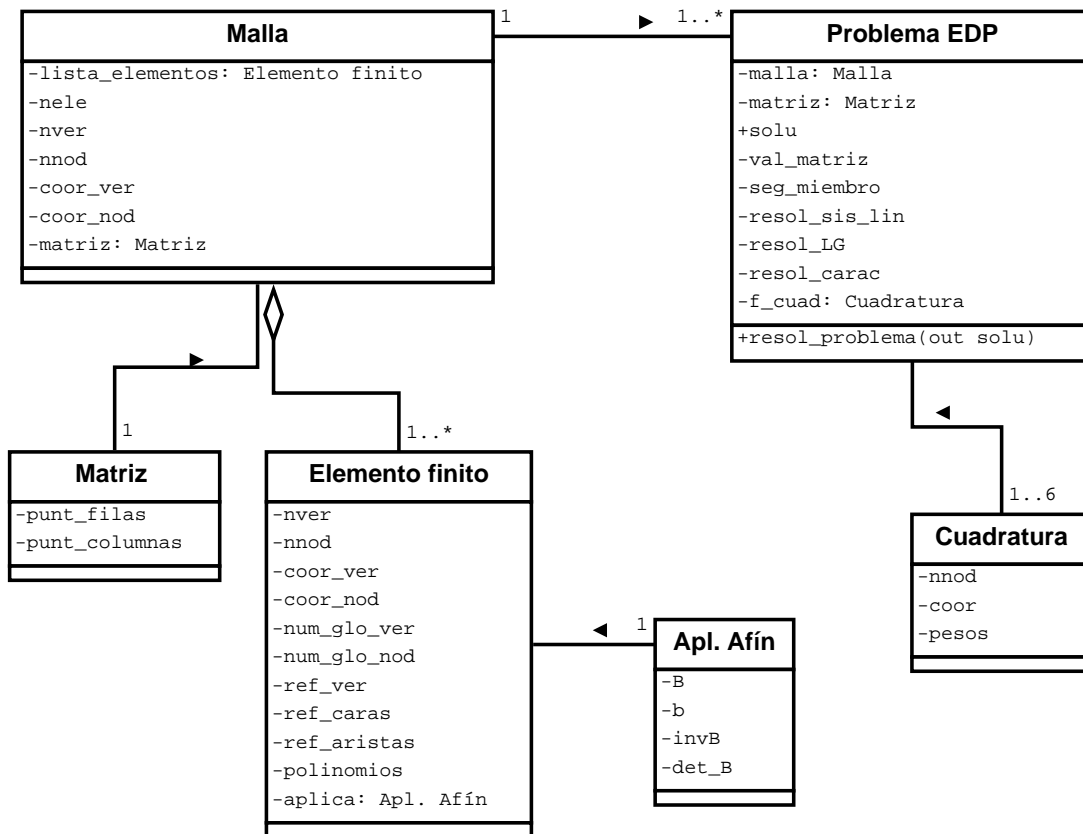 Malla
-lista_elementos: Elemento finito
-nele
-nver
-nnod
-coor_ver
-coor_nod
-matriz: Matriz
1
1..*
Problema EDP
-malla: Malla
-matriz: Matriz
+solu
-val_matriz
-seg_miembro
-resol_sis_lin
-resol_LG
-resol_carac
-f_cuad: Cuadratura
+resol_problema(out solu)
1
Matriz
-punt_filas
-punt_columnas
1..*
Elemento finito
-nver
-nnod
-coor_ver
-coor_nod
-num_glo_ver
-num_glo_nod
-ref_ver
-ref_caras
-ref_aristas
-polinomios
-aplica: Apl. Afín
1
Apl. Afín
-B
-b
-invB
-det_B
1..6
Cuadratura
-nnod
-coor
-pesos